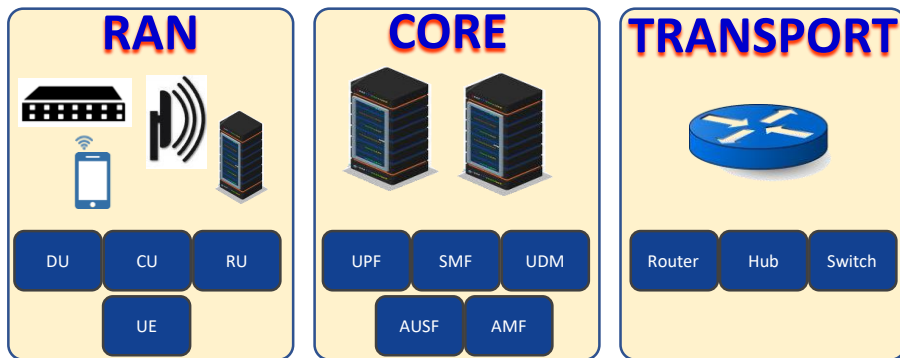 RAN
DU
CU
RU
UE
CORE
UPF
SMF
UDM
AUSF
AMF
TRANSPORT
Router
Hub
Switch